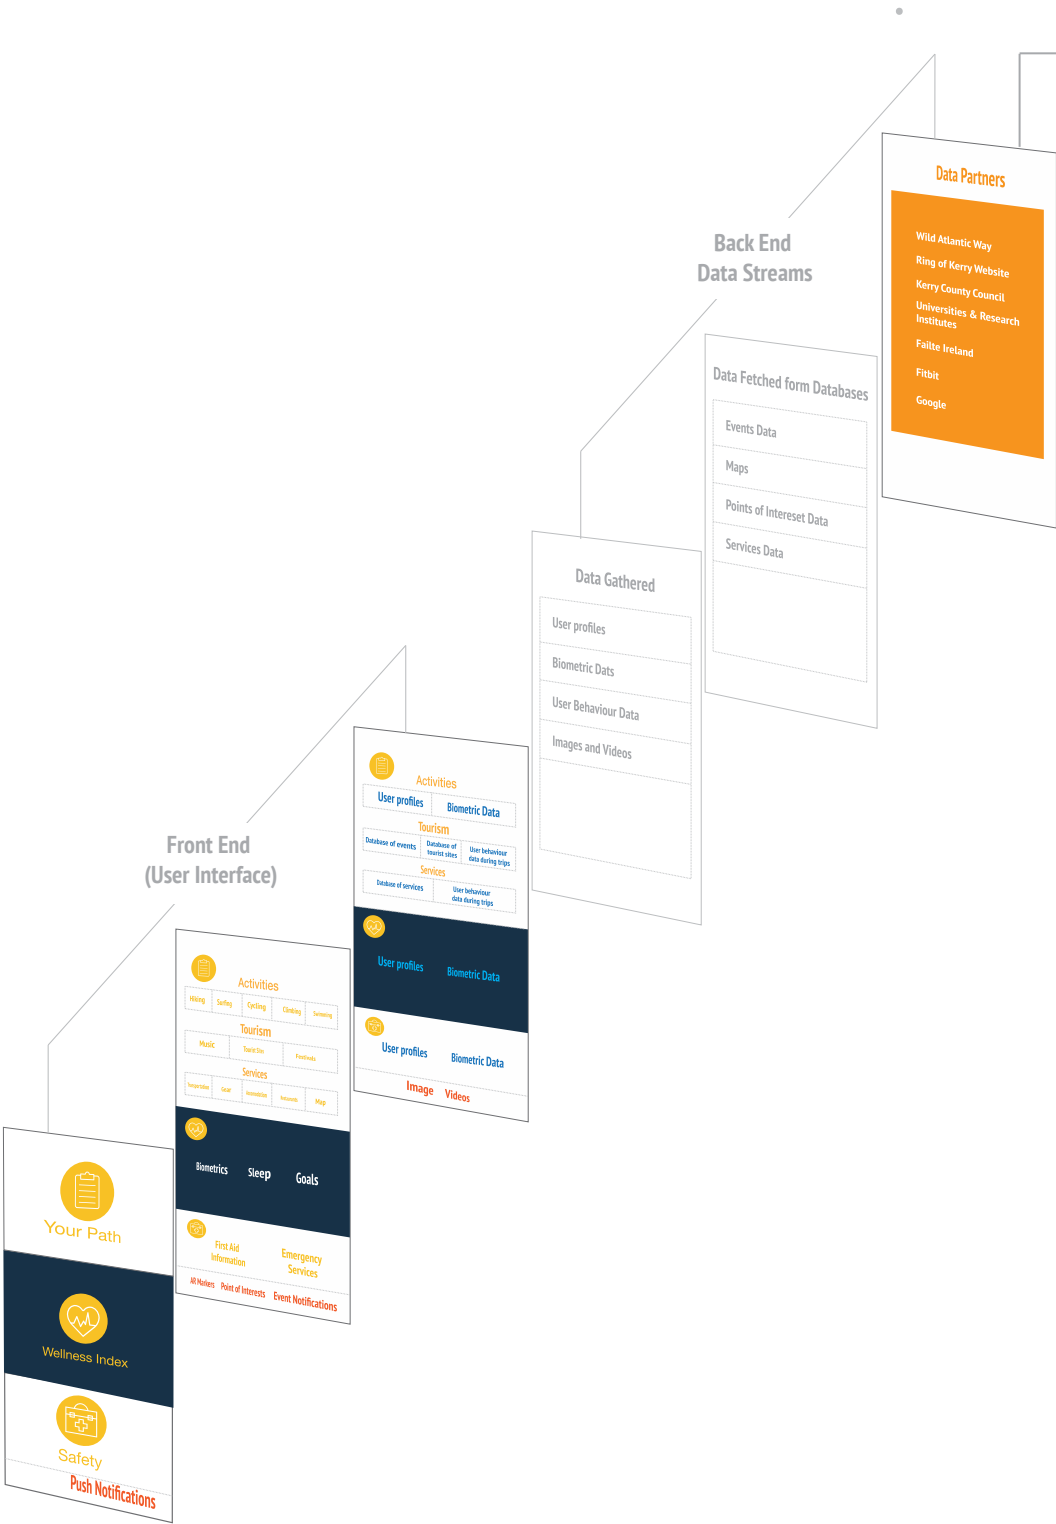 Data Partners
Wild Atlantic Way
Ring of Kerry Website
Kerry County Council
Universities & Research
Institutes
Failte Ireland
Fitbit
Google
Back End
Data Streams
Data Fetched form Databases
Events Data
Maps
Points of Intereset Data
Services Data
Data Gathered
User profiles
Biometric Dats
User Behaviour Data
Images and Videos
Front End
(User Interface)
Activities
User profiles Biometric Data
Tourism
Database of events
Database of
tourist sites
User behaviour
data during trips
Services
Database of services
User behaviour
data during trips
User profiles Biometric Data
User profiles Biometric Data
Image Videos
Activities
Hiking Surfing Cycling Climbing Swimming
Tourism
Music Tourist Site Festivals
Services
Transportation Accomodation Restaurants Map
Biometrics Sleep Goals
First Aid
Information
Emergency
Services
AR Markers Point of Interests Event Notifications
Your Path
Wellness Index
Safety
Push Notifications